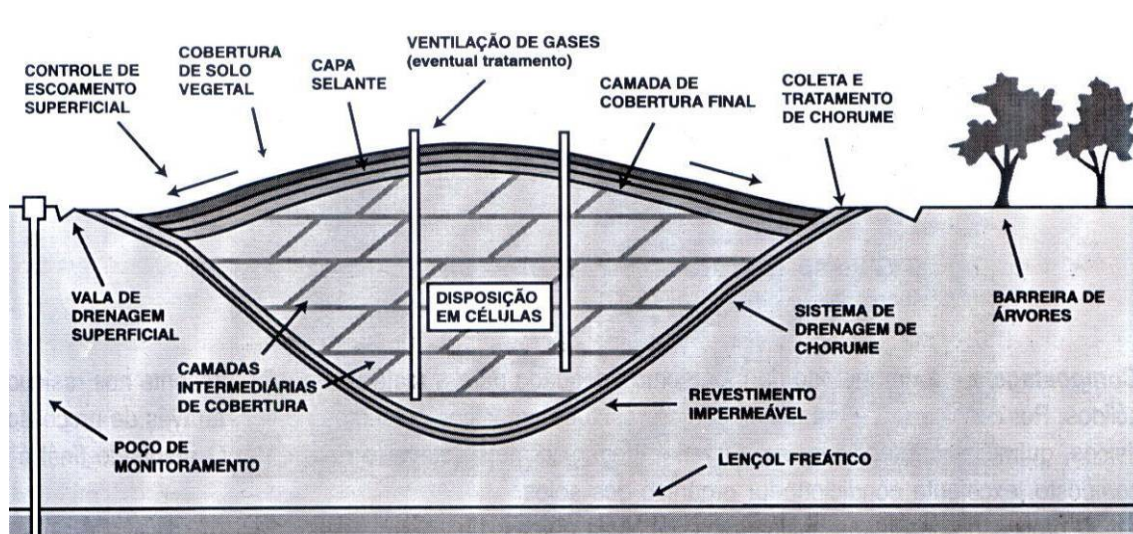 CONTROLE DE
ESCOAMENTO
SUPERFICIAL
COBERTURA
DE SOLO
VEGETAL
CAPA
SELANTE
VENTILAÇÃO DE GASES
(eventual tratamento)
CAMADA DE
COBERTURA FINAL
COLETA E
TRATAMENTO
DE CHORUME
VALA DE
DRENAGEM
SUPERFICIAL
CAMADAS
INTERMEDIÁRIAS
DE COBERTURA
DISPOSIÇÃO
EM CÉLULAS
SISTEMA DE
DRENAGEM DE
CHORUME
BARREIRA DE
ÁRVORES
REVESTIMENTO
IMPERMEÁVEL
POÇO DE
MONITORAMENTO
LENÇOL FREÁTICO